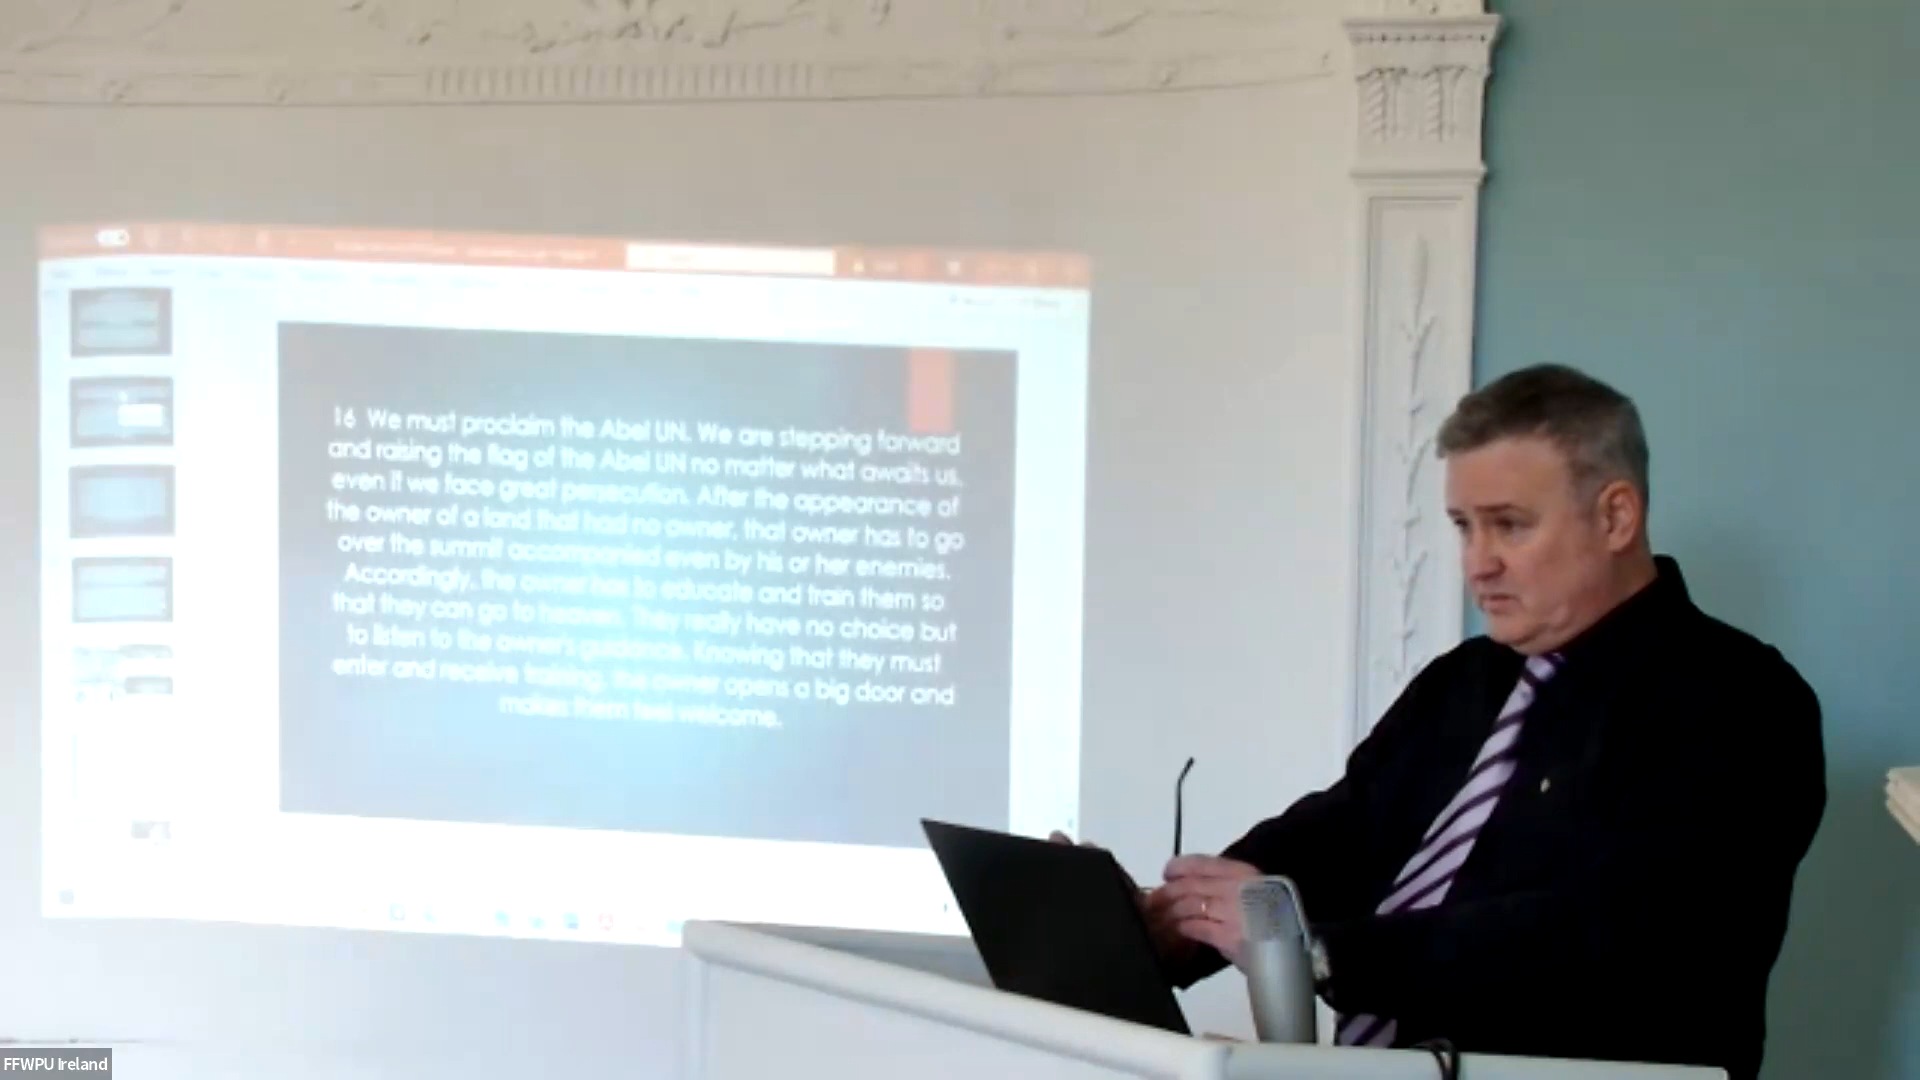 16 We must proclaim the Abel UN. We are stepping forward
and raising the flag of the Abel UN no matter what awaits us,
even if we face great persecution. After the appearance of
the owner of a land that had no owner, that owner has to go
over the summit accompanied even by his or her enemies.
Accordingly, the owner has to educate and train them so
that they can go to heaven. They really have no choice but
to listen to the owner's guidance. Knowing that they must
enter and receive training, the owner opens a big door and
makes them feel welcome.
FFWPU Ireland